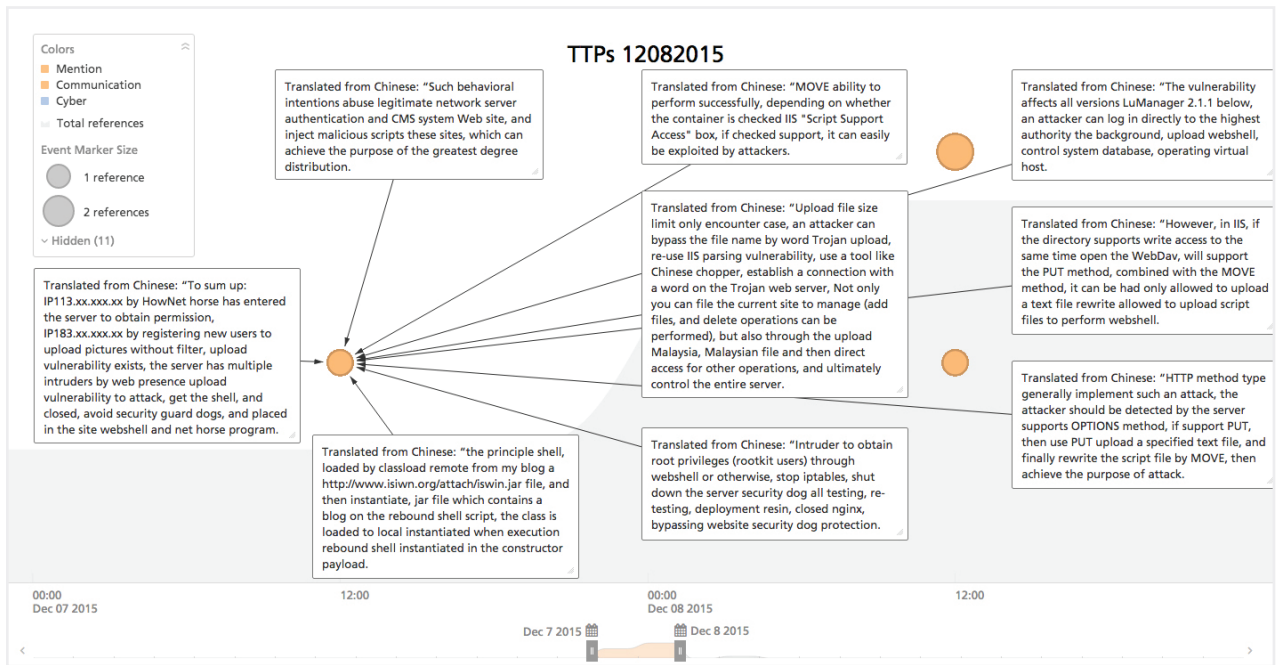 TTPs 12082015
Colors
Mention
Communication
Cyber
Total references
Event Marker Size
1 reference
2 references
Hidden (11)
Translated from Chinese: “Such behavioral
intentions abuse legitimate network server
authentication and CMS system Web site, and
inject malicious scripts these sites, which can
achieve the purpose of the greatest degree
distribution.
Translated from Chinese: “MOVE ability to
perform successfully, depending on whether
the container is checked IIS "Script Support
Access" box, if checked support, it can easily
be exploited by attackers.
Translated from Chinese: “The vulnerability
affects all versions LuManager 2.1.1 below,
an attacker can log in directly to the highest
authority the background, upload webshell,
control system database, operating virtual
host.
Translated from Chinese: “Upload file size
limit only encounter case, an attacker can
bypass the file name by word Trojan upload,
re-use IIS parsing vulnerability, use a tool like
Chinese chopper, establish a connection with
a word on the Trojan web server, Not only
you can file the current site to manage (add
files, and delete operations can be
performed), but also through the upload
Malaysia, Malaysian file and then direct
access for other operations, and ultimately
control the entire server.
Translated from Chinese: “However, in IIS, if
the directory supports write access to the
same time open the WebDav, will support
the PUT method, combined with the MOVE
method, it can be had only allowed to upload
a text file rewrite allowed to upload script
files to perform webshell.
Translated from Chinese: “To sum up:
IP113.xx.xxx.xx by HowNet horse has entered
the server to obtain permission,
IP183.xx.xxx.xx by registering new users to
upload pictures without filter, upload
vulnerability exists, the server has multiple
intruders by web presence upload
vulnerability to attack, get the shell, and
closed, avoid security guard dogs, and placed
in the site webshell and net horse program.
Translated from Chinese: “HTTP method type
generally implement such an attack, the
attacker should be detected by the server
supports OPTIONS method, if support PUT,
then use PUT upload a specified text file, and
finally rewrite the script file by MOVE, then
achieve the purpose of attack.
Translated from Chinese: “the principle shell,
loaded by classload remote from my blog a
http://www.isiwn.org/attach/iswin.jar file, and
then instantiate, jar file which contains a
blog on the rebound shell script, the class is
loaded to local instantiated when execution
rebound shell instantiated in the constructor
payload.
Translated from Chinese: “Intruder to obtain
root privileges (rootkit users) through
webshell or otherwise, stop iptables, shut
down the server security dog all testing, re-
testing, deployment resin, closed nginx,
bypassing website security dog protection.
00:00
Dec 07 2015
12:00
00:00
Dec 08 2015
12:00
Dec 7 2015
Dec 8 2015